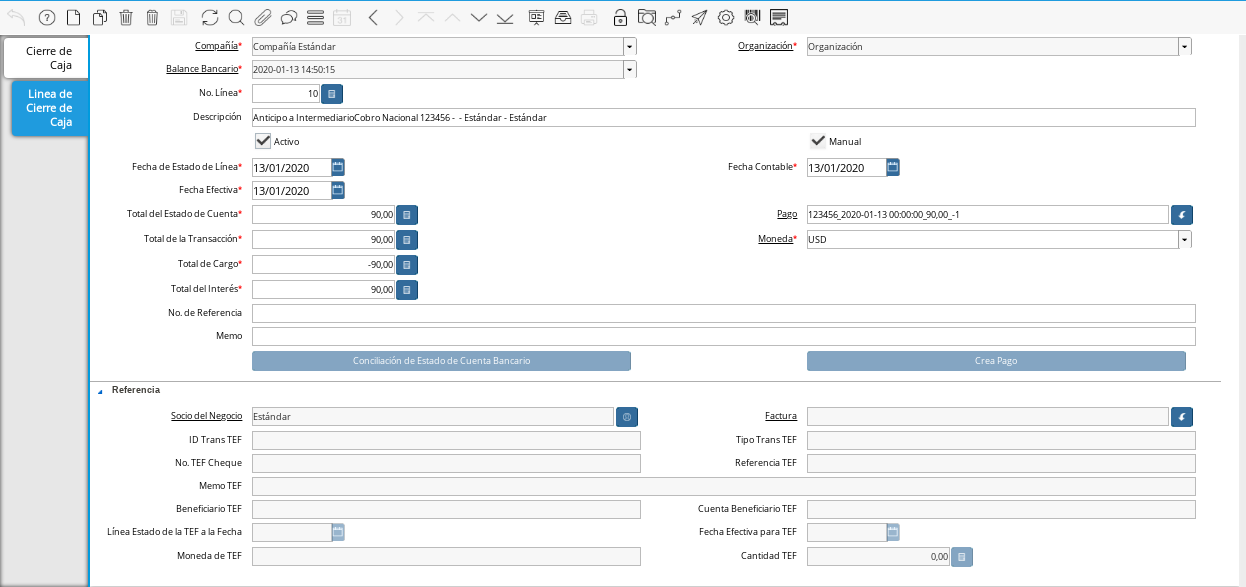 31
Cierre de
Caja
Linea de
Cierre de
Caja
Compañía* Compañía Estándar Organización* Organización
Balance Bancario* 2020-01-13 14:50:15
No. Línea* 10
Descripción Anticipo a IntermediarioCobro Nacional 123456 - - Estándar - Estándar
Activo Manual
Fecha de Estado de Línea* 13/01/2020 Fecha Contable* 13/01/2020
Fecha Efectiva* 13/01/2020
Total del Estado de Cuenta* 90,00 Pago 123456_2020-01-13 00:00:00_90,00_-1
Total de la Transacción* 90,00 Moneda* USD
Total de Cargo* -90,00
Total del Interés* 90,00
No. de Referencia
Memo
Conciliación de Estado de Cuenta Bancario Crea Pago
Referencia
Socio del Negocio Estándar Factura
ID Trans TEF Tipo Trans TEF
No. TEF Cheque Referencia TEF
Memo TEF
Beneficiario TEF Cuenta Beneficiario TEF
Línea Estado de la TEF a la Fecha Fecha Efectiva para TEF
Moneda de TEF Cantidad TEF 0,00